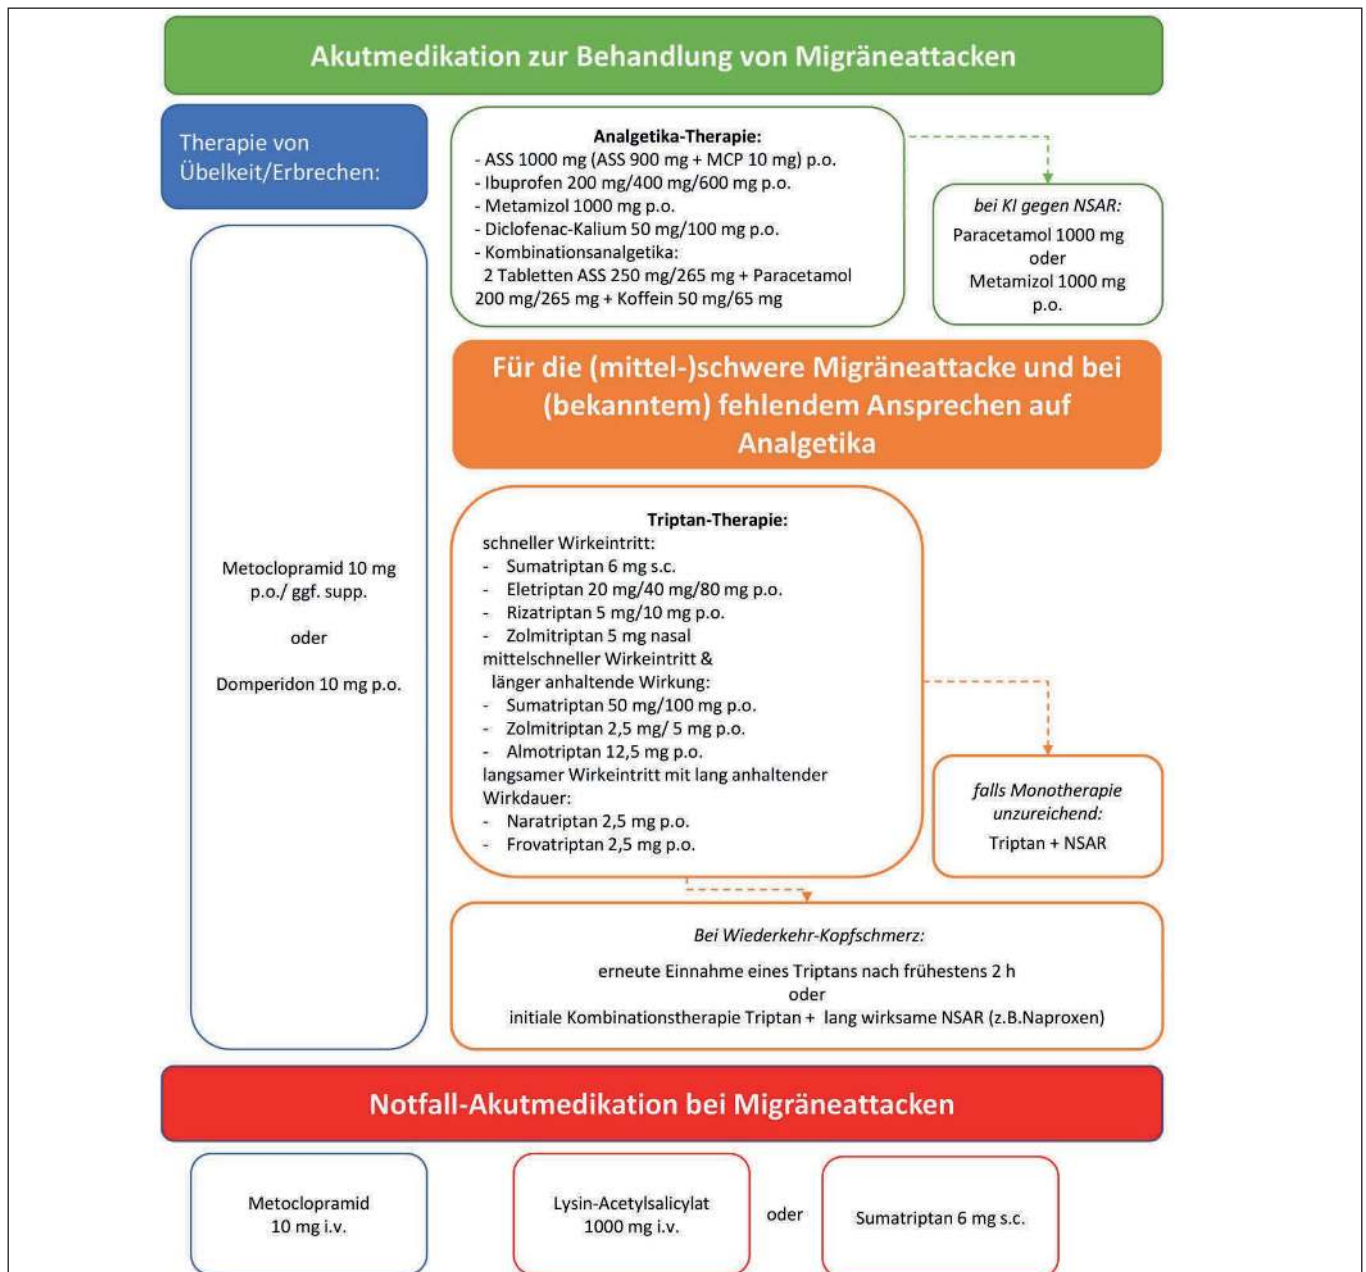 Akutmedikation zur Behandlung von Migräneattacken
Therapie von
Übelkeit/Erbrechen:
Metoclopramid 10 mg
p.o./ ggf. supp.
oder
Domperidon 10 mg p.o.
Analgetika-Therapie:
- ASS 1000 mg (ASS 900 mg + MCP 10 mg) p.o.
- Ibuprofen 200 mg/400 mg/600 mg p.o.
- Metamizol 1000 mg p.o.
- Diclofenac-Kalium 50 mg/100 mg p.o.
- Kombinationsanalgetika:
2 Tabletten ASS 250 mg/265 mg + Paracetamol
200 mg/265 mg + Koffein 50 mg/65 mg
bei KI gegen NSAR:
Paracetamol 1000 mg
oder
Metamizol 1000 mg
p.o.
Für die (mittel-)schwere Migräneattacke und bei
(bekanntem) fehlendem Ansprechen auf
Analgetika
Triptan-Therapie:
schneller Wirkeintritt:
- Sumatriptan 6 mg s.c.
- Eletriptan 20 mg/40 mg/80 mg p.o.
- Rizatriptan 5 mg/10 mg p.o.
- Zolmitriptan 5 mg nasal
mittelschneller Wirkeintritt &
länger anhaltende Wirkung:
- Sumatriptan 50 mg/100 mg p.o.
- Zolmitriptan 2,5 mg/ 5 mg p.o.
- Almotriptan 12,5 mg p.o.
langsamer Wirkeintritt mit lang anhaltender
Wirkdauer:
- Naratriptan 2,5 mg p.o.
- Frovatriptan 2,5 mg p.o.
falls Monotherapie
unzureichend:
Triptan + NSAR
Bei Wiederkehr-Kopfschmerz:
erneute Einnahme eines Triptans nach frühestens 2 h
oder
initiale Kombinationstherapie Triptan + lang wirksame NSAR (z.B.Naproxen)
Notfall-Akutmedikation bei Migräneattacken
Metoclopramid
10 mg i.v.
Lysin-Acetylsalicylat
1000 mg i.v.
oder
Sumatriptan 6 mg s.c.